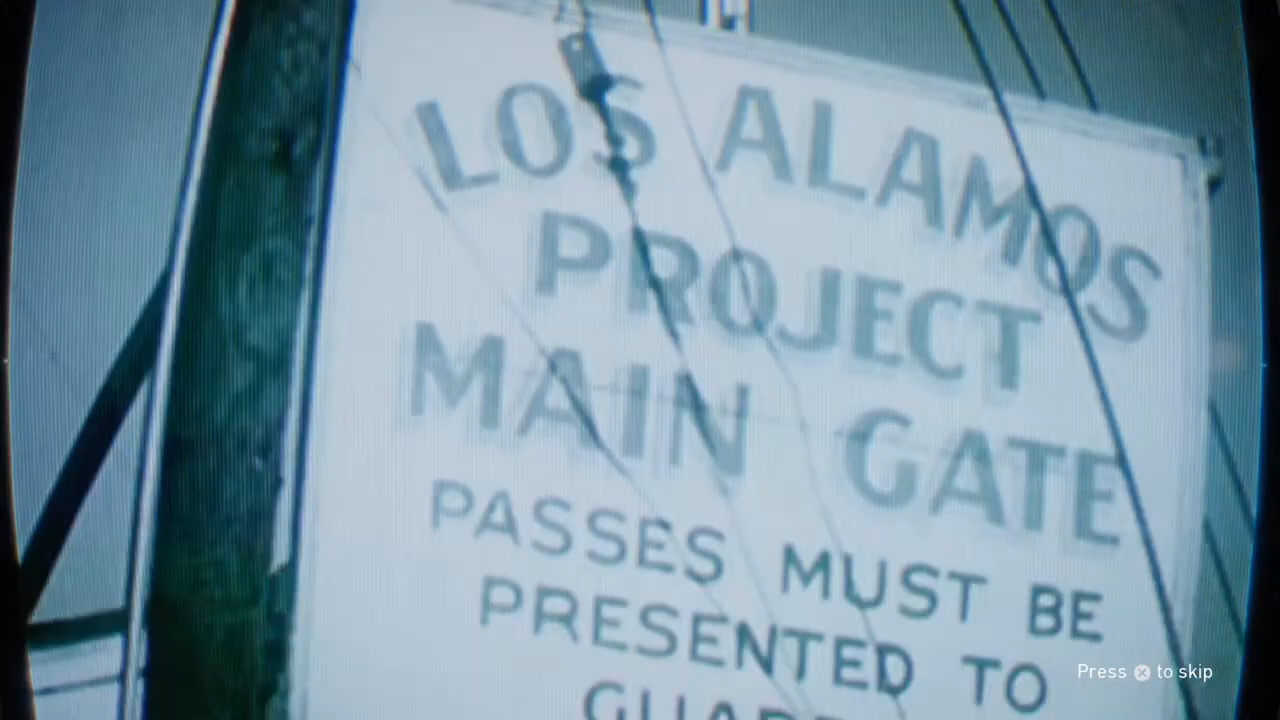 LOS ALAMOS
PROJECT
MAIN GATE
PASSES MUST BE
PRESENTED TO
Press ⊗ to skip